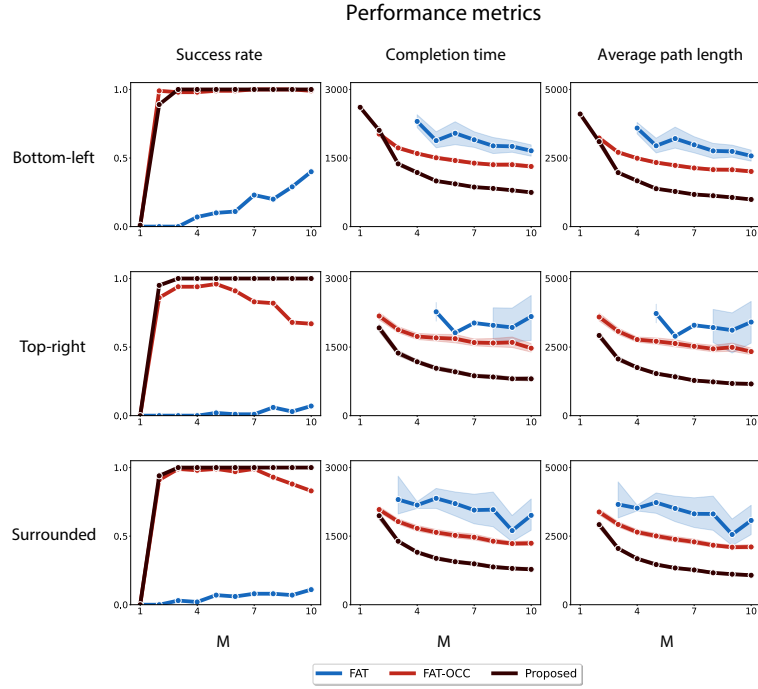 Performance metrics
Success rate Completion time Average path length
Bottom-left
1.0
0.5
0.0
1 4 7 10
3000
1500
0
1 4 7 10
5000
2500
0
1 4 7 10
Top-right
1.0
0.5
0.0
1 4 7 10
3000
1500
0
1 4 7 10
5000
2500
0
1 4 7 10
Surrounded
1.0
0.5
0.0
1 4 7 10
3000
1500
0
1 4 7 10
5000
2500
0
1 4 7 10
M M M
FAT FAT-OCC Proposed